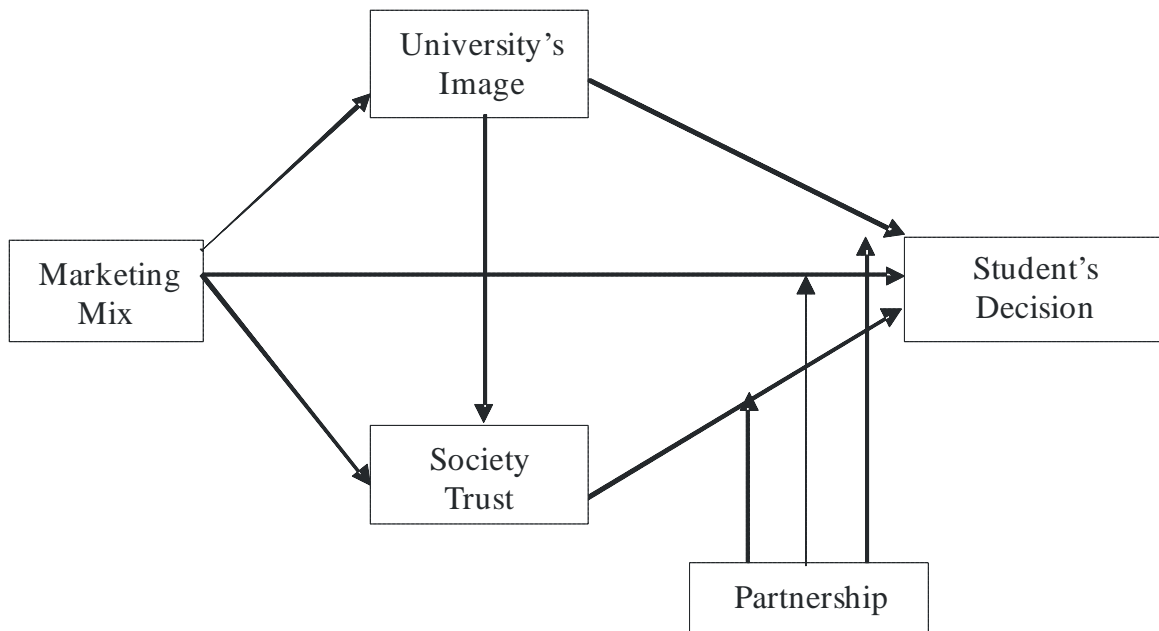 University’s
Image
Marketing
Mix
Student’s
Decision
Society
Trust
Partnership